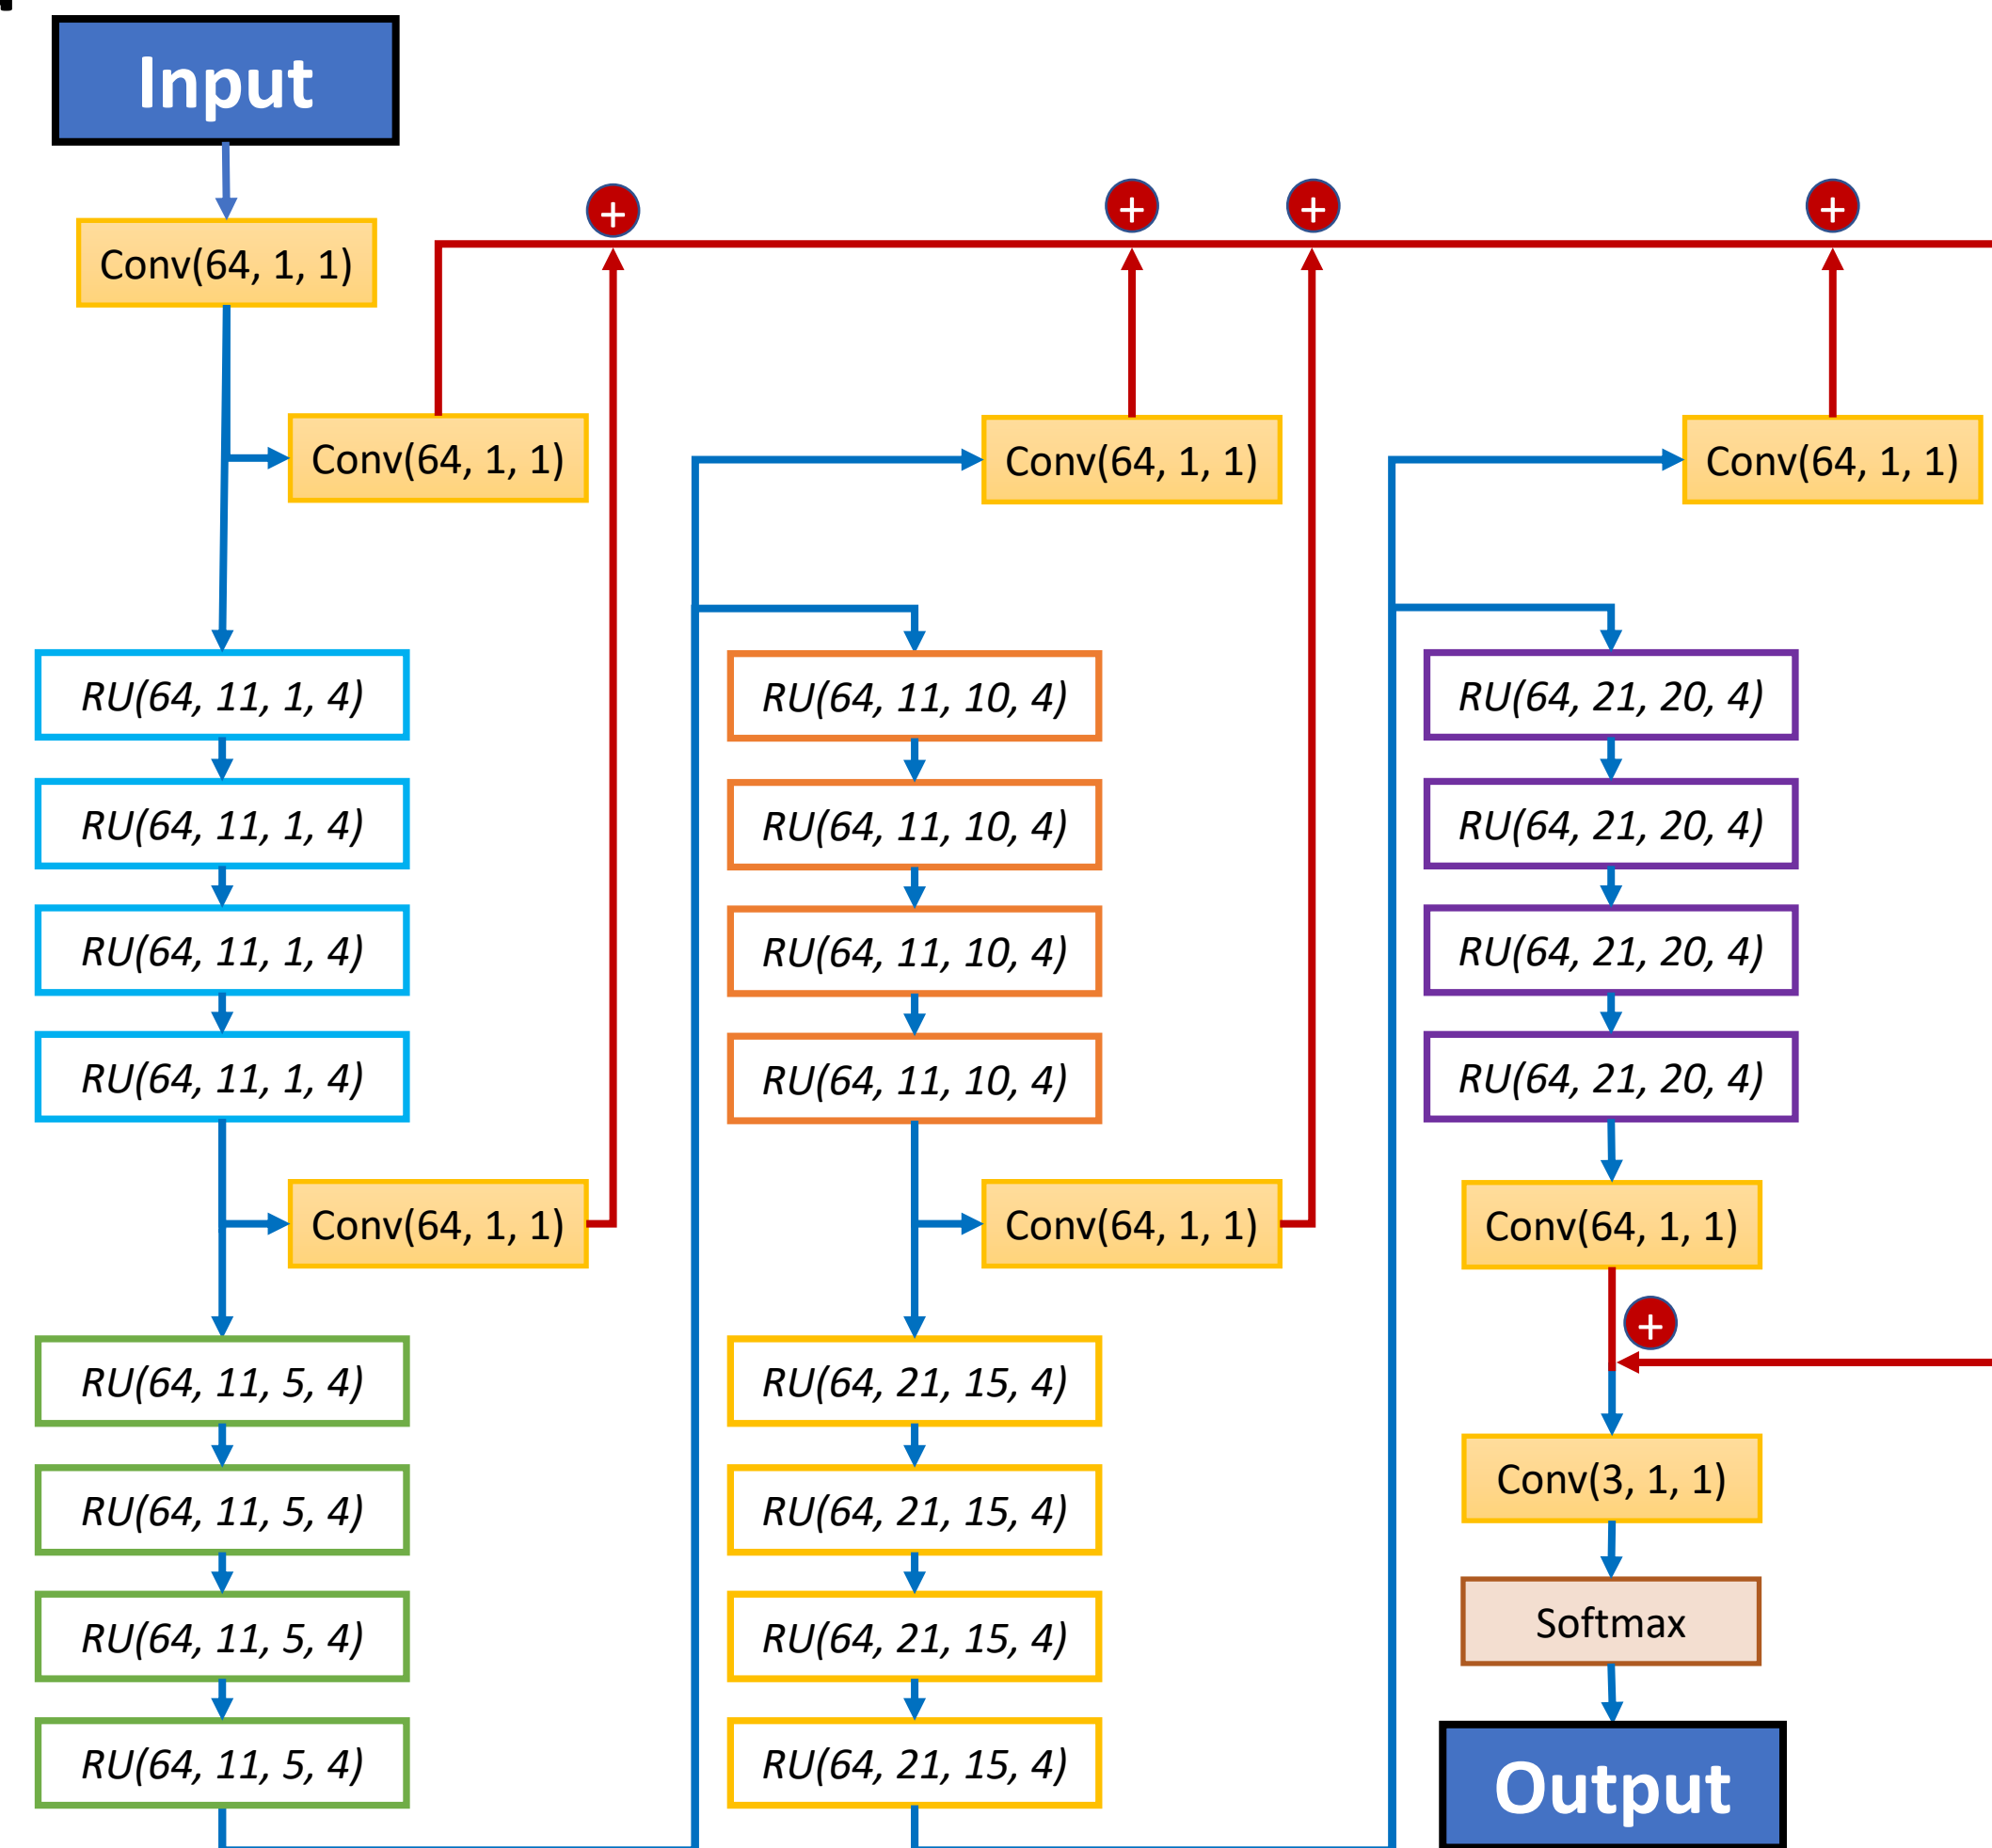 Input
Conv(64, 1, 1)
Conv(64, 1, 1)
RU(64, 11, 1, 4)
RU(64, 11, 1, 4)
RU(64, 11, 1, 4)
RU(64, 11, 1, 4)
Conv(64, 1, 1)
RU(64, 11, 5, 4)
RU(64, 11, 5, 4)
RU(64, 11, 5, 4)
RU(64, 11, 5, 4)
+
+
+
+
Conv(64, 1, 1)
RU(64, 11, 10, 4)
RU(64, 11, 10, 4)
RU(64, 11, 10, 4)
RU(64, 11, 10, 4)
Conv(64, 1, 1)
RU(64, 21, 15, 4)
RU(64, 21, 15, 4)
RU(64, 21, 15, 4)
RU(64, 21, 15, 4)
Conv(64, 1, 1)
RU(64, 21, 20, 4)
RU(64, 21, 20, 4)
RU(64, 21, 20, 4)
RU(64, 21, 20, 4)
Conv(64, 1, 1)
+
Conv(3, 1, 1)
Softmax
Output